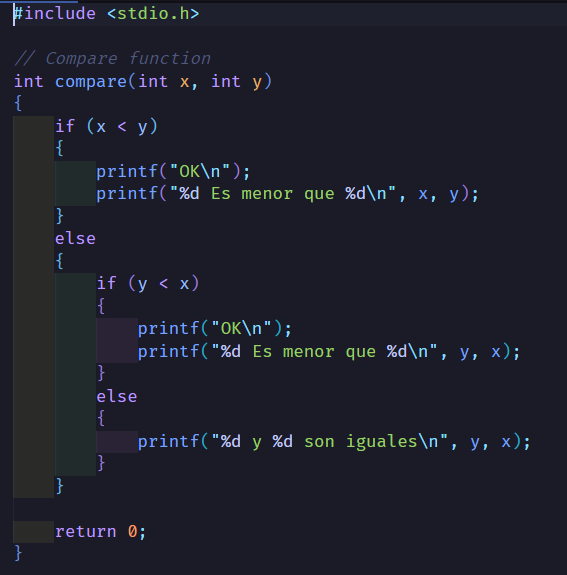 #include <stdio.h>
// Compare function
int compare(int x, int y)
{
if (x < y)
{
printf("OK\n");
printf("%d Es menor que %d\n", x, y);
}
else
{
if (y < x)
{
printf("OK\n");
printf("%d Es menor que %d\n", y, x);
}
else
{
printf("%d y %d son iguales\n", y, x);
}
}
return 0;
}